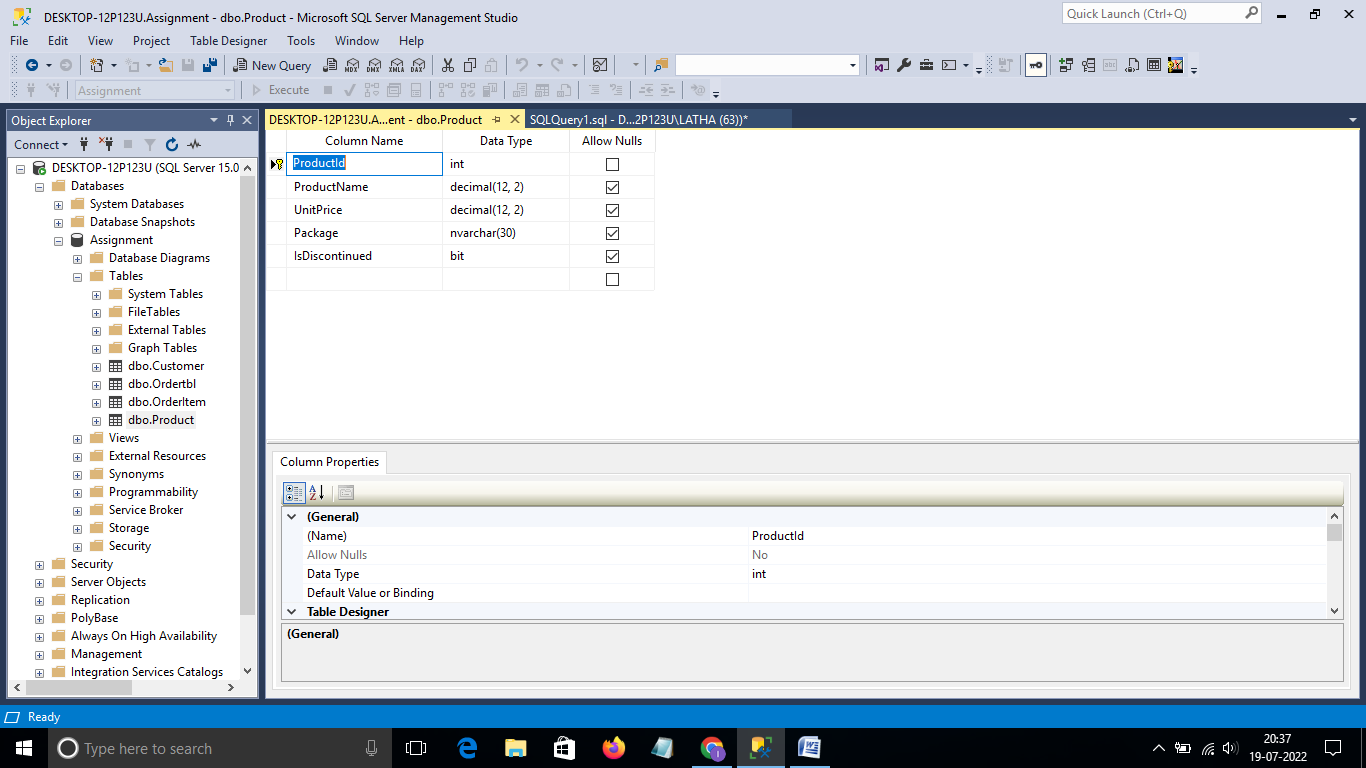 DESKTOP-12P123U.Assignment - dbo.Product - Microsoft SQL Server Management Studio
Quick Launch (Ctrl+Q)
File Edit View Project Table Designer Tools Window Help
New Query MDX DMX XMLA DAX
Assignment Execute
Object Explorer
DESKTOP-12P123U.A...ent - dbo.Product SQLQuery1.sql - D...2P123U\LATHA (63))*
Connect
DESKTOP-12P123U (SQL Server 15.0
Databases
System Databases
Database Snapshots
Assignment
Database Diagrams
Tables
System Tables
FileTables
External Tables
Graph Tables
dbo.Customer
dbo.Ordertbl
dbo.OrderItem
dbo.Product
Views
External Resources
Synonyms
Programmability
Service Broker
Storage
Security
Security
Server Objects
Replication
PolyBase
Always On High Availability
Management
Integration Services Catalogs
Column Name Data Type Allow Nulls
ProductId int
ProductName decimal(12, 2)
UnitPrice decimal(12, 2)
Package nvarchar(30)
IsDiscontinued bit
Column Properties
A
Z
(General)
(Name) ProductId
Allow Nulls No
Data Type int
Default Value or Binding
Table Designer
(General)
Ready
Type here to search
20:37
19-07-2022